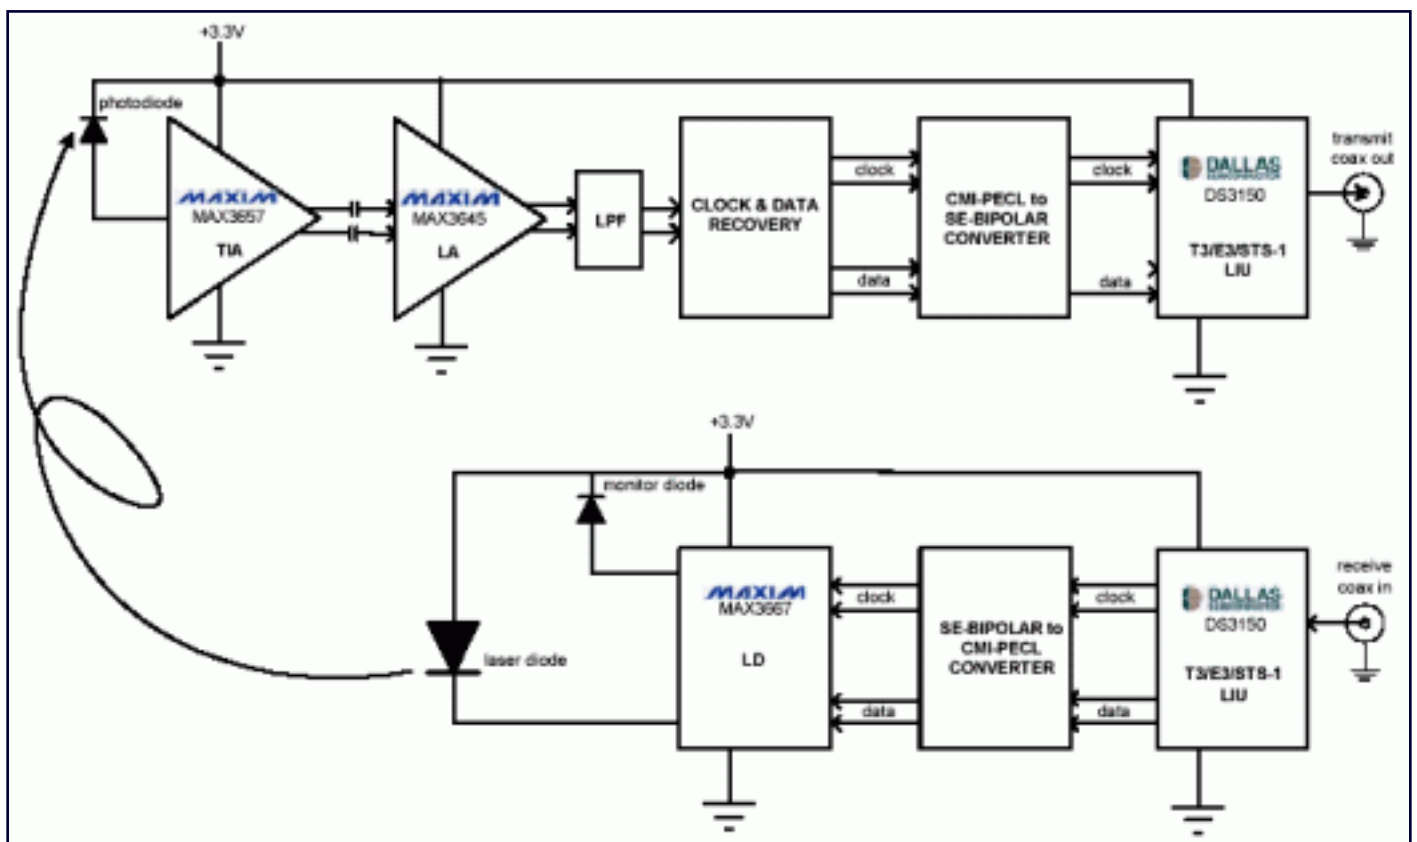 +3.3V
photodiode
MAXIM
MAX3657
TIA
MAXIM
MAX3645
LA
LPF
CLOCK & DATA
RECOVERY
clock
data
CMI-PECL to
SE-BIPOLAR
CONVERTER
clock
data
DALLAS
SEMICONDUCTOR
DS3150
T3/E3/STS-1
LIU
transmit
coax out
+3.3V
monitor diode
laser diode
MAXIM
MAX3667
LD
clock
data
SE-BIPOLAR to
CMI-PECL
CONVERTER
clock
data
DALLAS
SEMICONDUCTOR
DS3150
T3/E3/STS-1
LIU
receive
coax in